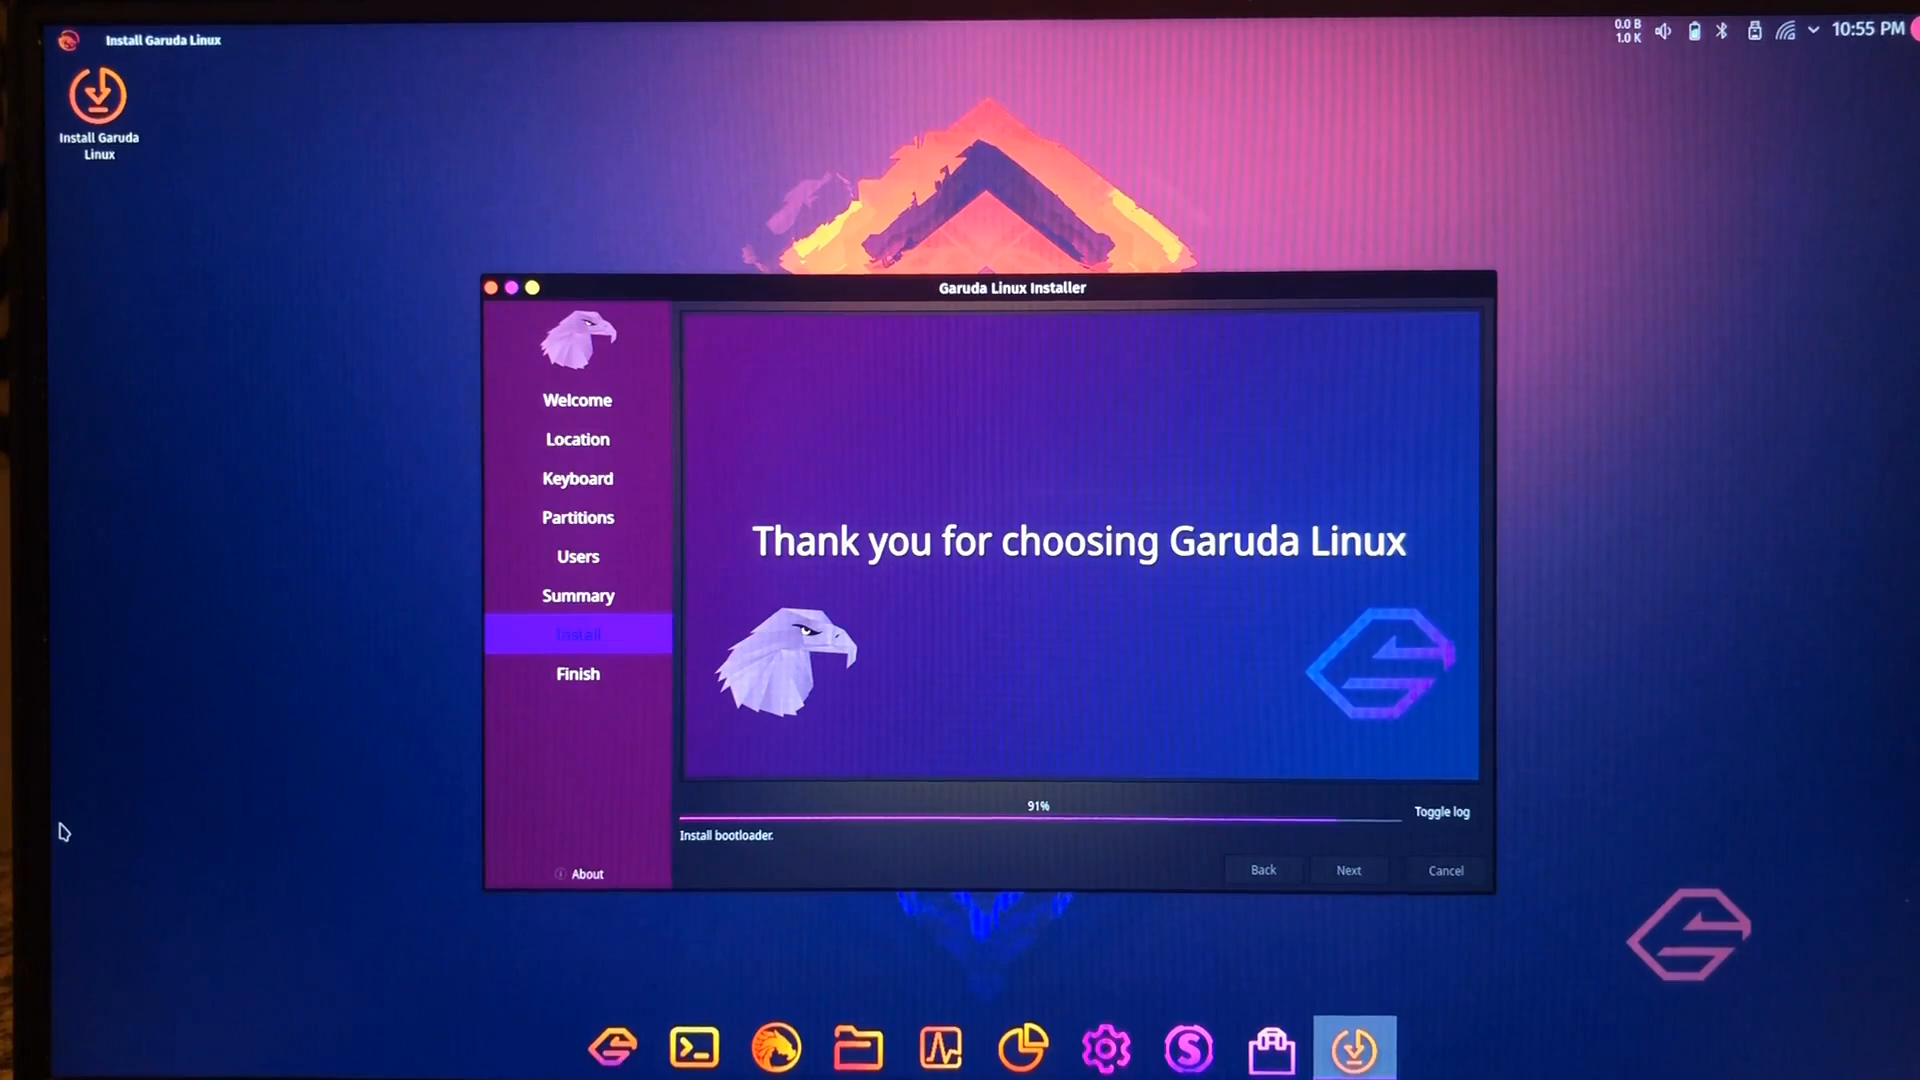 Install Garuda Linux
0.0 B
1.0 K
10:55 PM
Install Garuda
Linux
Garuda Linux Installer
Welcome
Location
Keyboard
Partitions
Users
Summary
Install
Finish
About
Thank you for choosing Garuda Linux
91%
Toggle log
Install bootloader.
Back
Next
Cancel